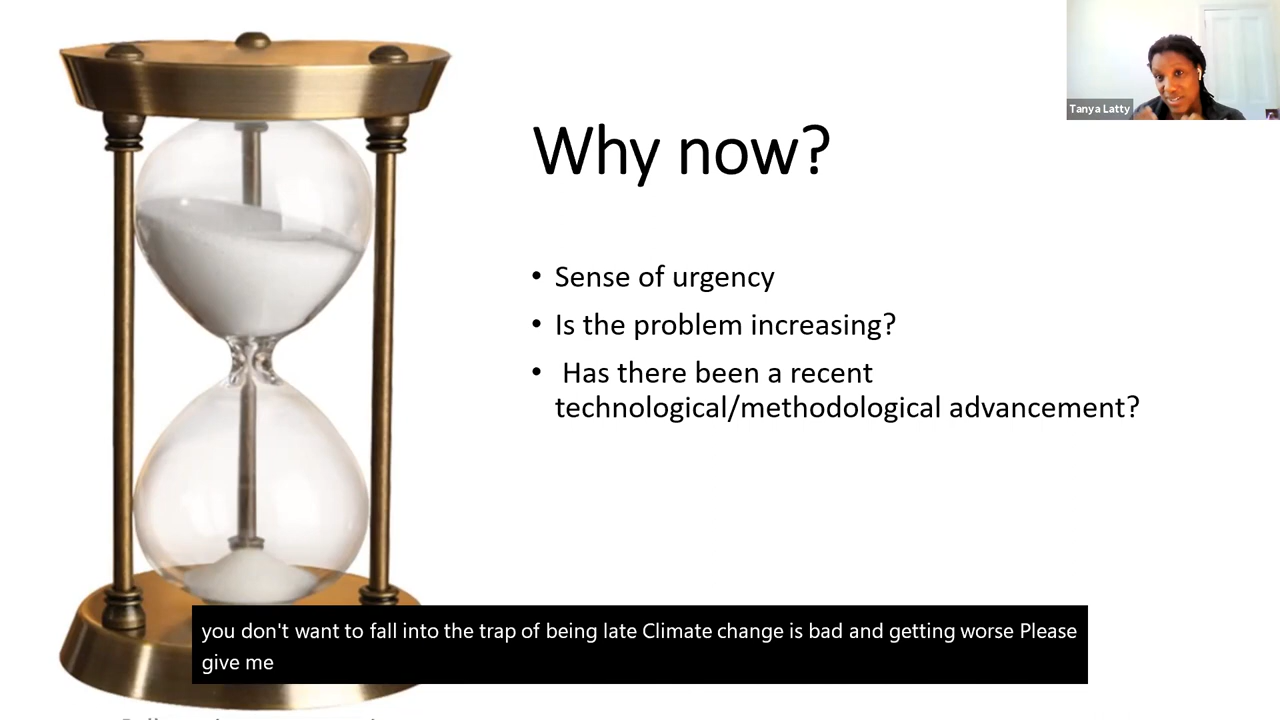 Tanya Latty
Why now?
• Sense of urgency
• Is the problem increasing?
• Has there been a recent
technological/methodological advancement?
you don't want to fall into the trap of being late Climate change is bad and getting worse Please
give me